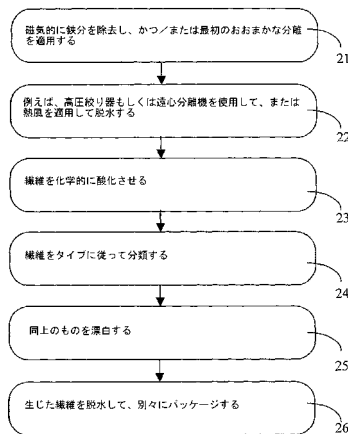 磁気的に鉄分を除去し、かつ／または最初のおおまかな分離
を適用する
21
例えば、高圧絞り器もしくは遠心分離機を使用して、または
熱風を適用して脱水する
22
繊維を化学的に酸化させる
23
繊維をタイプに従って分類する
24
同上のものを漂白する
25
生じた繊維を脱水して、別々にパッケージする
26